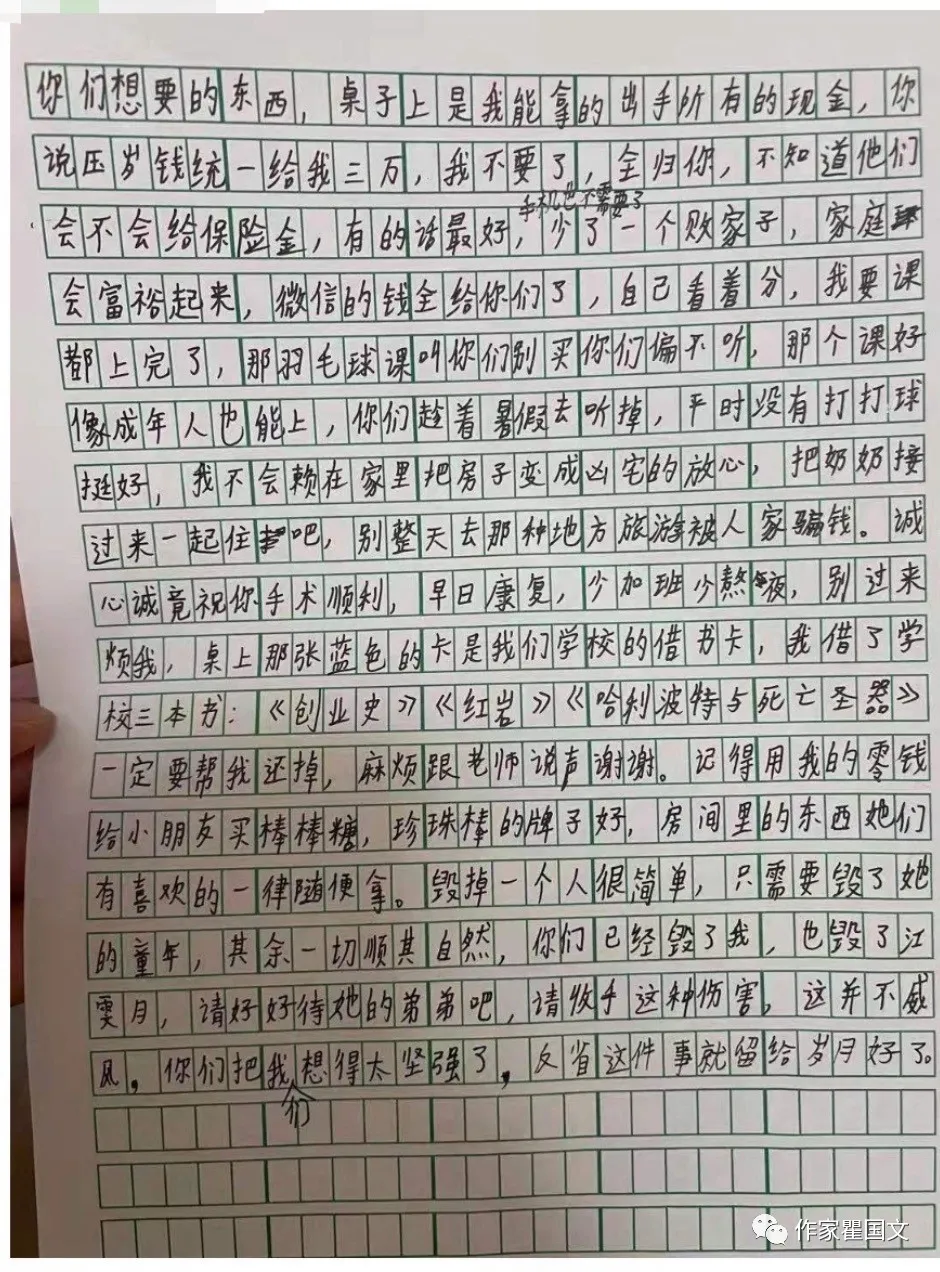 你们想要的东西，桌子上是我能拿的出手所有的现金，你
说压岁钱统一给我三万，我不要了，全归你，不知道他们
手机也不需要了
会不会给保险金，有的话最好，少了一个败家子，家庭
会富裕起来，微信的钱全给你们了，自己看着分，我要课
都上完了，那羽毛球课叫你们别买你们偏不听，那个课好
像成年人也能上，你们趁着暑假去听掉，平时没有打打球
挺好，我不会赖在家里把房子变成凶宅的放心，把奶奶接
过来一起住吧，别整天去那种地方旅游被人家骗钱。诚
心诚竟祝你手术顺利，早日康复，少加班少熬夜，别过来
烦我，桌上那张蓝色的卡是我们学校的借书卡，我借了学
校三本书：《创业史》《红岩》《哈利波特与死亡圣器》
一定要帮我还掉，麻烦跟老师说声谢谢。记得用我的零钱
给小朋友买棒棒糖，珍珠棒的牌子好，房间里的东西她们
有喜欢的一律随便拿。毁掉一个人很简单，只需要毁了她
的童年，其余一切顺其自然，你们已经毁了我，也毁了江
雯月，请好好待她的弟弟吧，请收手这种伤害，这并不威
风，你们把我们想得太坚强了，反省这件事就留给岁月好了。
作家瞿国文